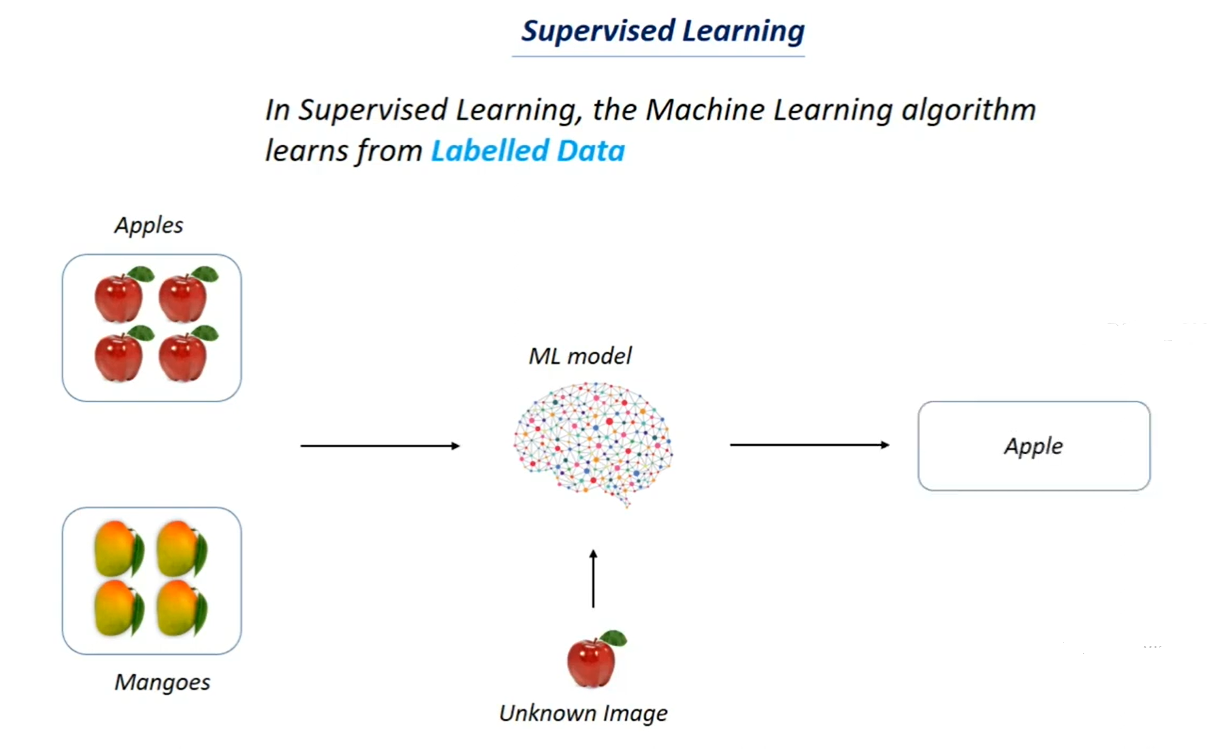 Supervised Learning
In Supervised Learning, the Machine Learning algorithm
learns from Labelled Data
Apples
ML model
Apple
Mangoes
Unknown Image